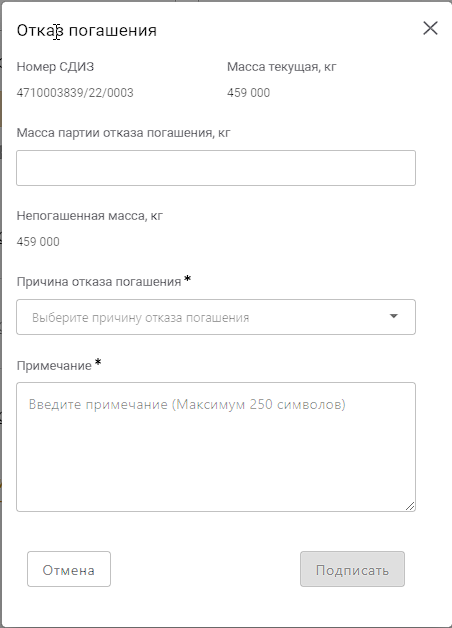 Отказ погашения
Номер СДИЗ Масса текущая, кг
4710003839/22/0003 459 000
Масса партии отказа погашения, кг
Непогашенная масса, кг
459 000
Причина отказа погашения *
Выберите причину отказа погашения
Примечание *
Введите примечание (Максимум 250 символов)
Отмена Подписать